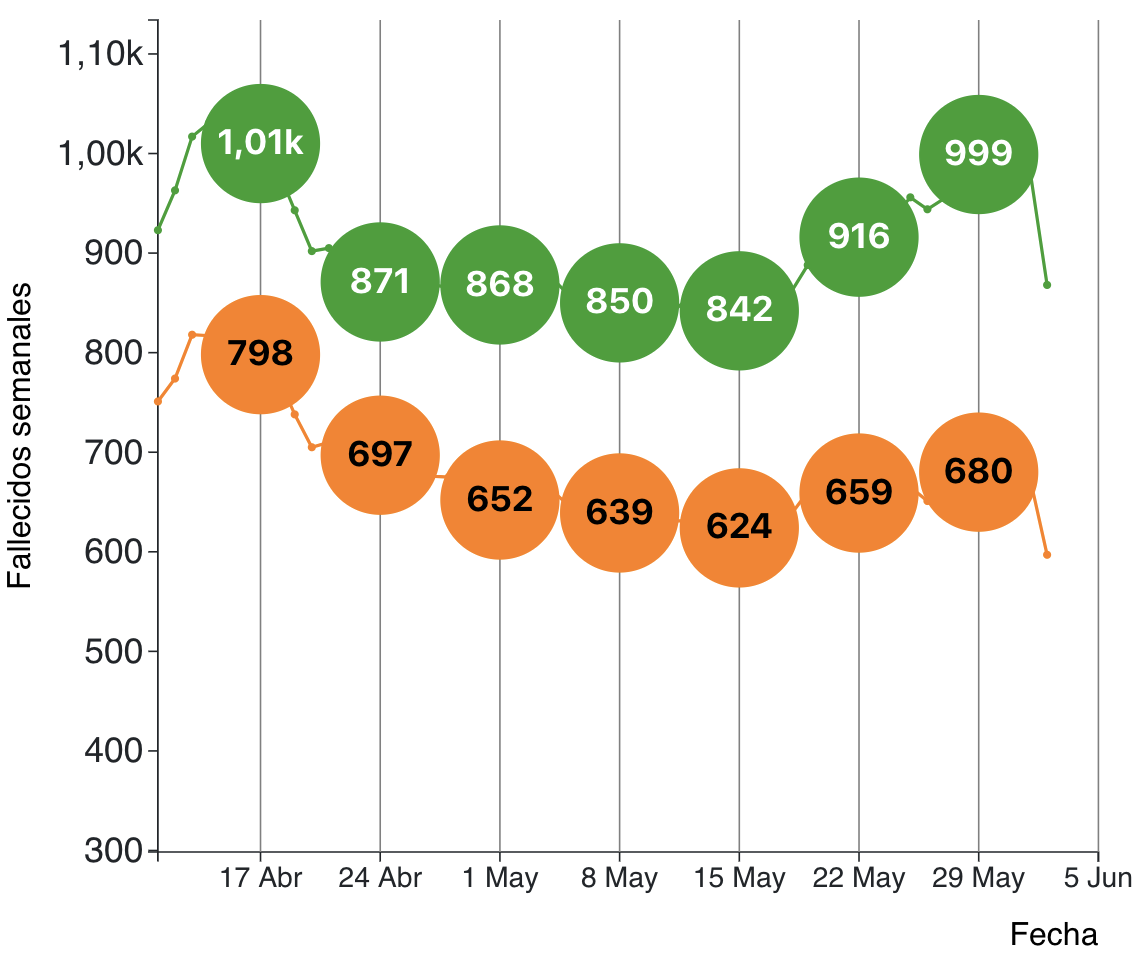 Fallecidos semanales
1,10k
1,00k
900
800
700
600
500
400
300
1,01k
871
868
850
842
916
999
798
697
652
639
624
659
680
17 Abr
24 Abr
1 May
8 May
15 May
22 May
29 May
5 Jun
Fecha